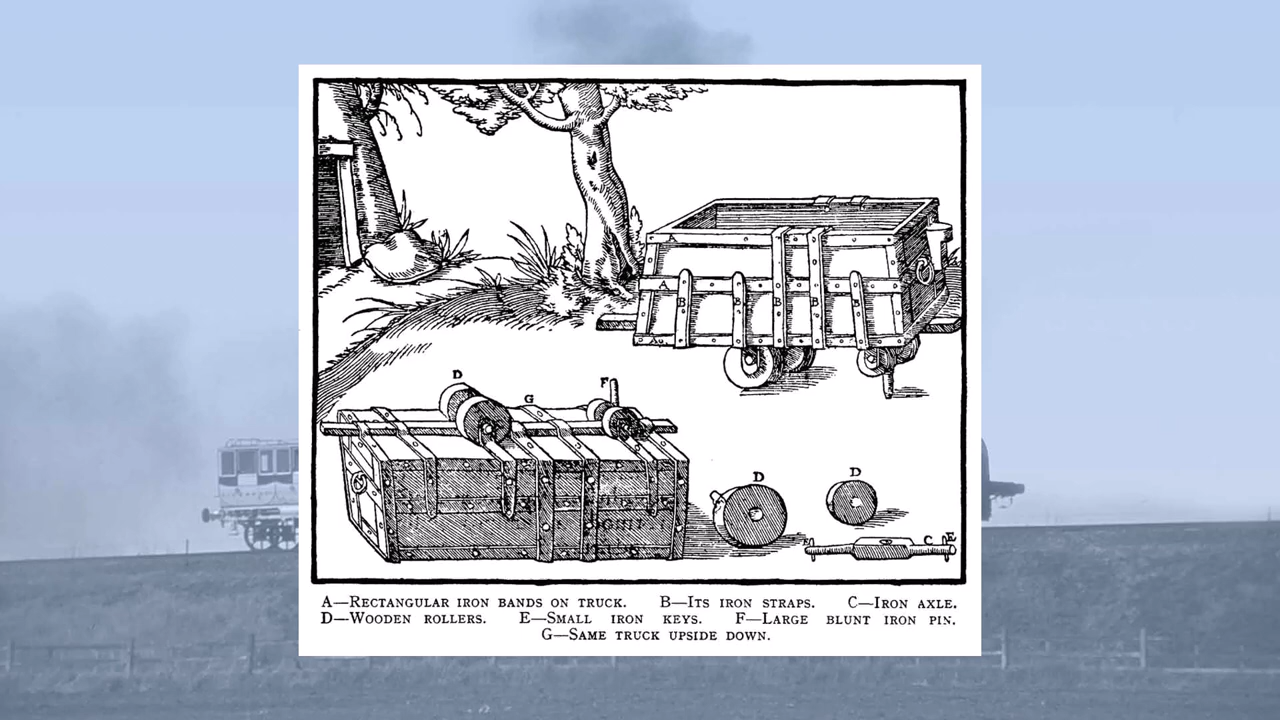 A
A
B
B
B
B
B
D
F
G
D
D
C
E
A—RECTANGULAR IRON BANDS ON TRUCK. B—ITS IRON STRAPS. C—IRON AXLE.
D—WOODEN ROLLERS. E—SMALL IRON KEYS. F—LARGE BLUNT IRON PIN.
G—SAME TRUCK UPSIDE DOWN.